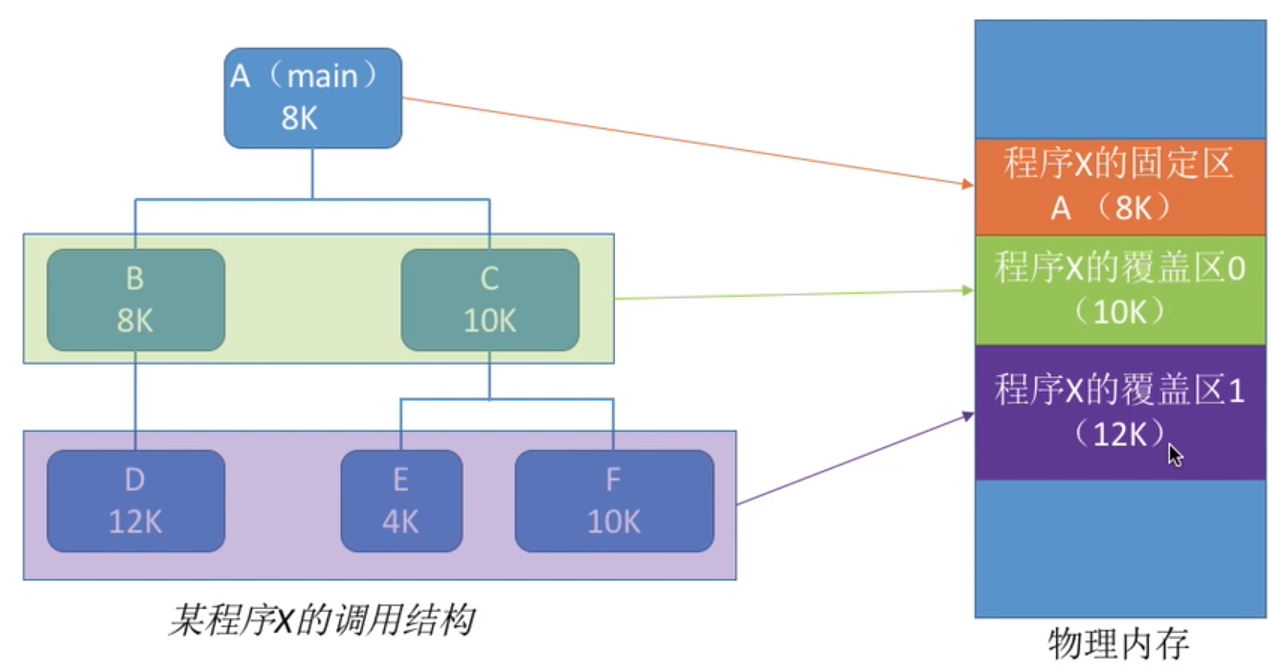 A（main）
8K
B
8K
C
10K
D
12K
E
4K
F
10K
某程序X的调用结构
程序X的固定区
A （8K）
程序X的覆盖区0
（10K）
程序X的覆盖区1
（12K）
物理内存